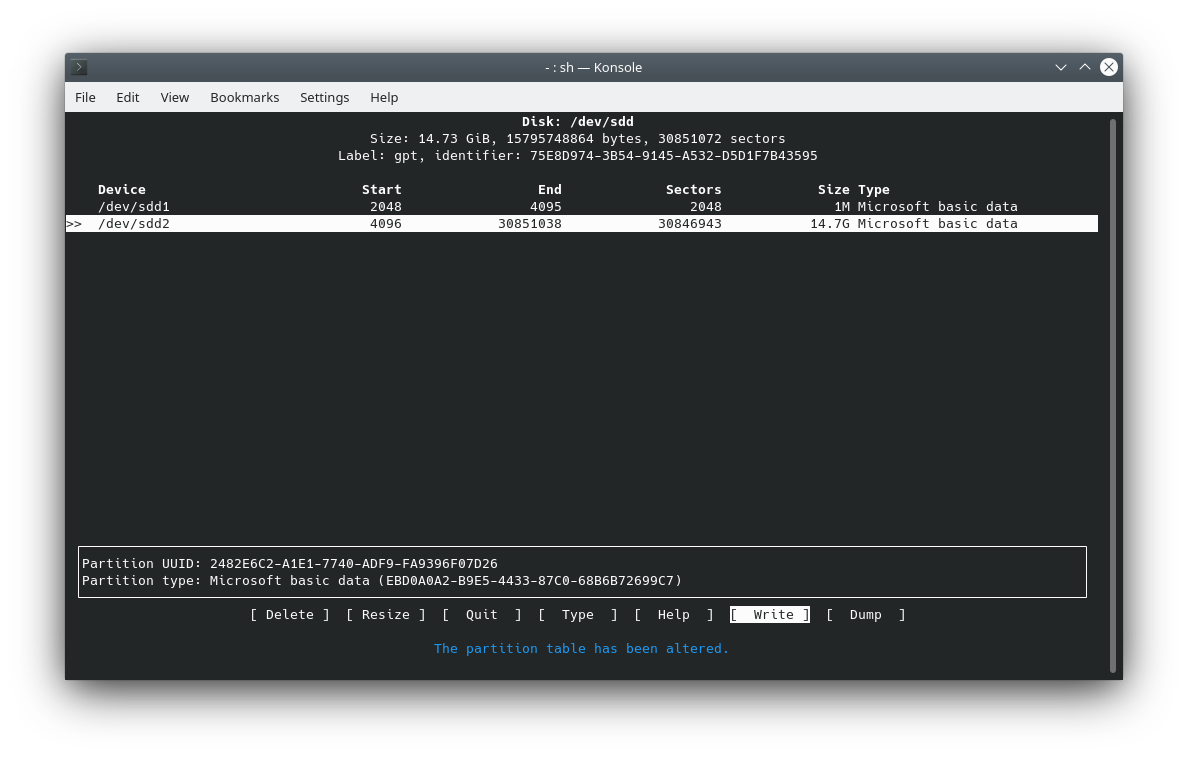 - : sh — Konsole
File Edit View Bookmarks Settings Help
Disk: /dev/sdd
Size: 14.73 GiB, 15795748864 bytes, 30851072 sectors
Label: gpt, identifier: 75E8D974-3B54-9145-A532-D5D1F7B43595
Device Start End Sectors Size Type
/dev/sdd1 2048 4095 2048 1M Microsoft basic data
>> /dev/sdd2 4096 30851038 30846943 14.7G Microsoft basic data
Partition UUID: 2482E6C2-A1E1-7740-ADF9-FA9396F07D26
Partition type: Microsoft basic data (EBD0A0A2-B9E5-4433-87C0-68B6B72699C7)
[ Delete ] [ Resize ] [ Quit ] [ Type ] [ Help ] [ Write ] [ Dump ]
The partition table has been altered.